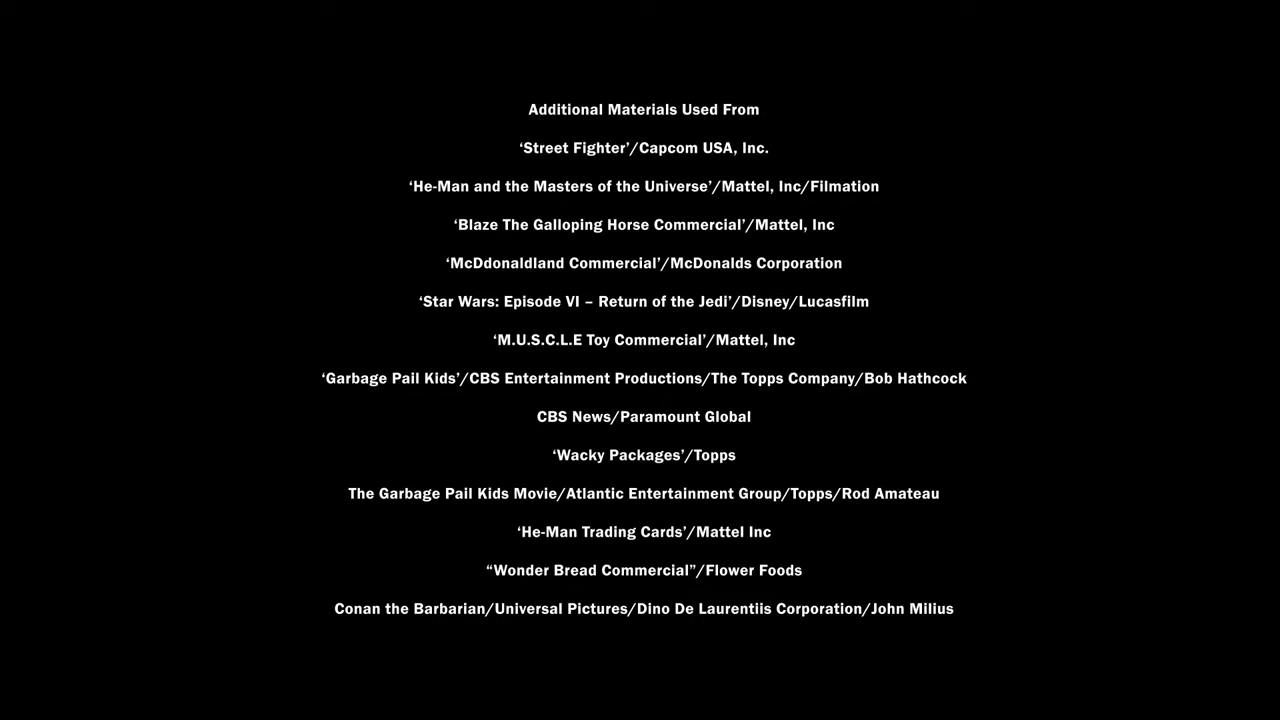 Additional Materials Used From
‘Street Fighter’/Capcom USA, Inc.
‘He-Man and the Masters of the Universe’/Mattel, Inc/Filmation
‘Blaze The Galloping Horse Commercial’/Mattel, Inc
‘McDdonaldland Commercial’/McDonalds Corporation
‘Star Wars: Episode VI – Return of the Jedi’/Disney/Lucasfilm
‘M.U.S.C.L.E Toy Commercial’/Mattel, Inc
‘Garbage Pail Kids’/CBS Entertainment Productions/The Topps Company/Bob Hathcock
CBS News/Paramount Global
‘Wacky Packages’/Topps
The Garbage Pail Kids Movie/Atlantic Entertainment Group/Topps/Rod Amateau
‘He-Man Trading Cards’/Mattel Inc
“Wonder Bread Commercial”/Flower Foods
Conan the Barbarian/Universal Pictures/Dino De Laurentiis Corporation/John Milius